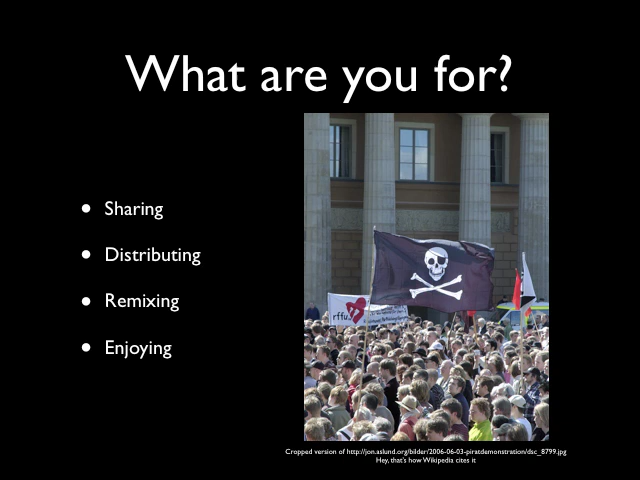 What are you for?
• Sharing
• Distributing
• Remixing
• Enjoying
rffu.
Cropped version of http://jon.aslund.org/bilder/2006-06-03-piratdemonstration/dsc_8799.jpg
Hey, that's how Wikipedia cites it